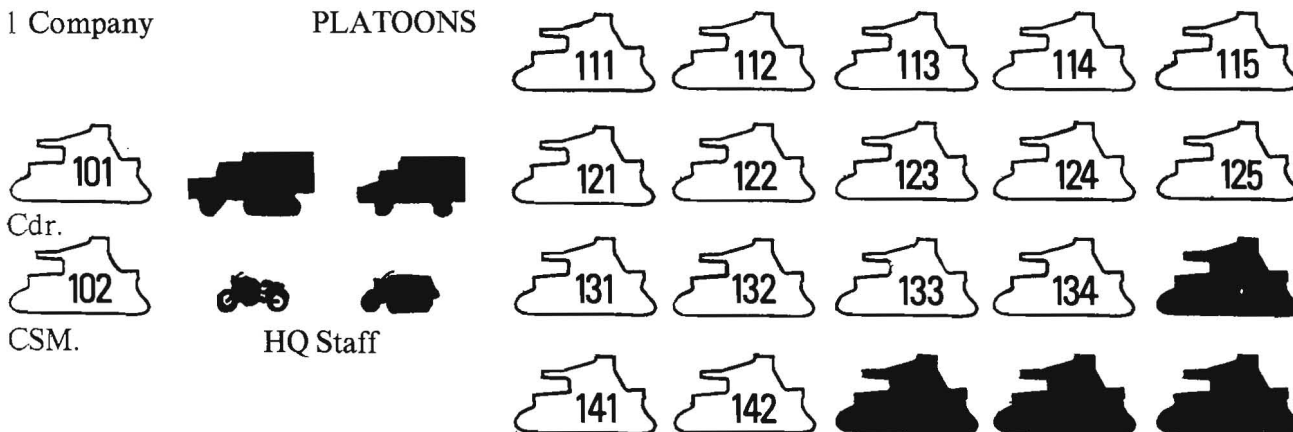 1 Company PLATOONS
111 112 113 114 115
101 121 122 123 124 125
Cdr.
102 131 132 133 134
CSM. HQ Staff
141 142